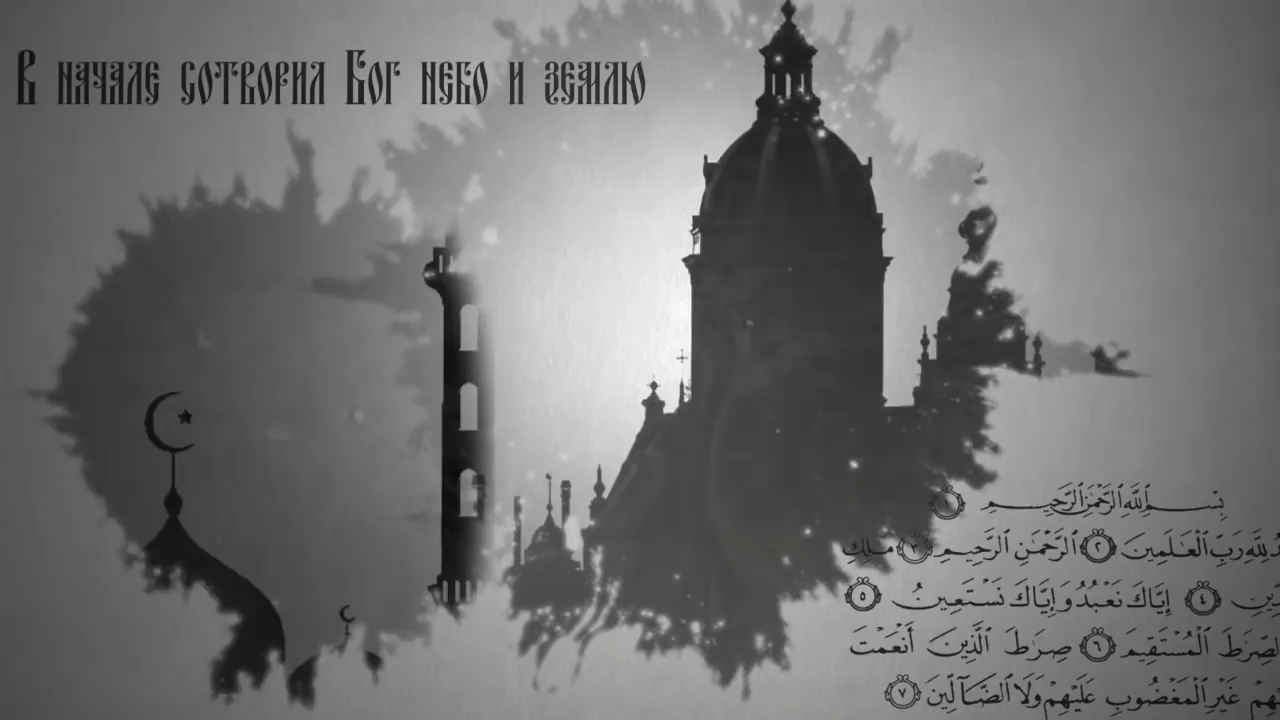 В начале сотворил Бог небо и землю
بِسْمِ ٱللَّهِ ٱلرَّحْمَٰنِ ٱلرَّحِيمِ ١
لِلَّهِ رَبِّ ٱلْعَٰلَمِينَ ٢ ٱلرَّحْمَٰنِ ٱلرَّحِيمِ ٣ مَٰلِكِ
٤ إِيَّاكَ نَعْبُدُ وَإِيَّاكَ نَسْتَعِينُ ٥
ٱلصِّرَٰطَ ٱلْمُسْتَقِيمَ ٦ صِرَٰطَ ٱلَّذِينَ أَنْعَمْتَ
غَيْرِ ٱلْمَغْضُوبِ عَلَيْهِمْ وَلَا ٱلضَّآلِّينَ ٧